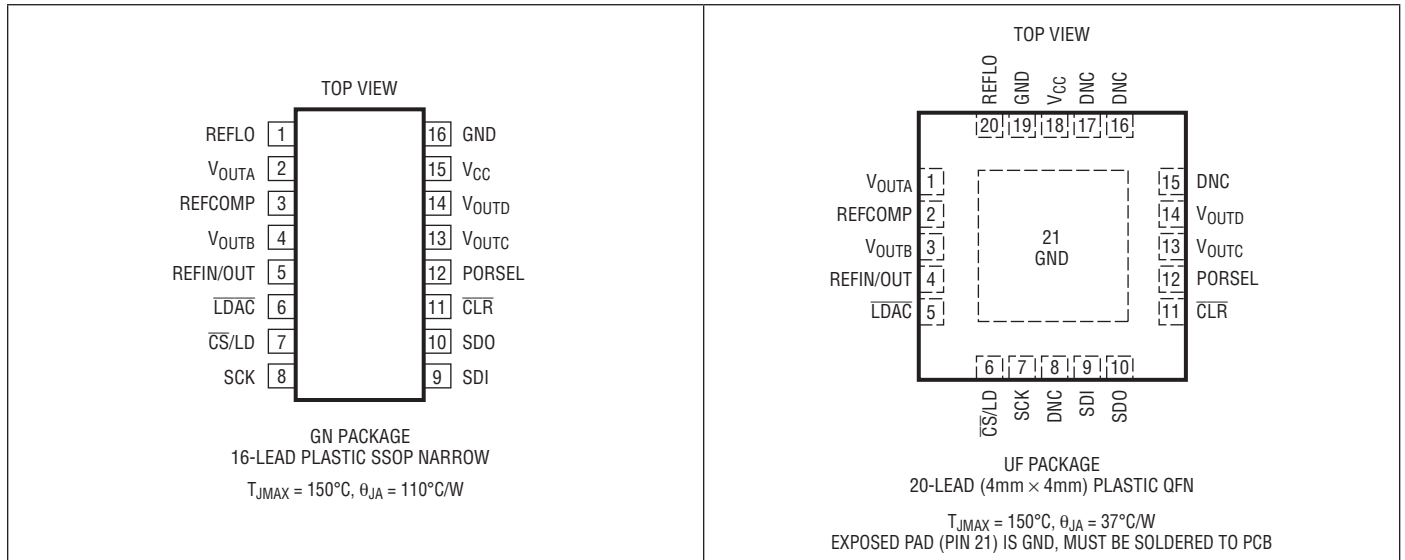 TOP VIEW
REFLO 1
VOUTA 2
REFCOMP 3
VOUTB 4
REFIN/OUT 5
LDAC 6
CS/LD 7
SCK 8
16 GND
15 VCC
14 VOUTD
13 VOUTC
12 PORSEL
11 CLR
10 SDO
9 SDI
GN PACKAGE
16-LEAD PLASTIC SSOP NARROW
TJMAX = 150°C, θJA = 110°C/W
TOP VIEW
REFLO
GND
VCC
DNC
DNC
20 19 18 17 16
VOUTA 1
REFCOMP 2
VOUTB 3
REFIN/OUT 4
LDAC 5
21
GND
15 DNC
14 VOUTD
13 VOUTC
12 PORSEL
11 CLR
6 7 8 9 10
CS/LD
SCK
DNC
SDI
SDO
UF PACKAGE
20-LEAD (4mm × 4mm) PLASTIC QFN
TJMAX = 150°C, θJA = 37°C/W
EXPOSED PAD (PIN 21) IS GND, MUST BE SOLDERED TO PCB